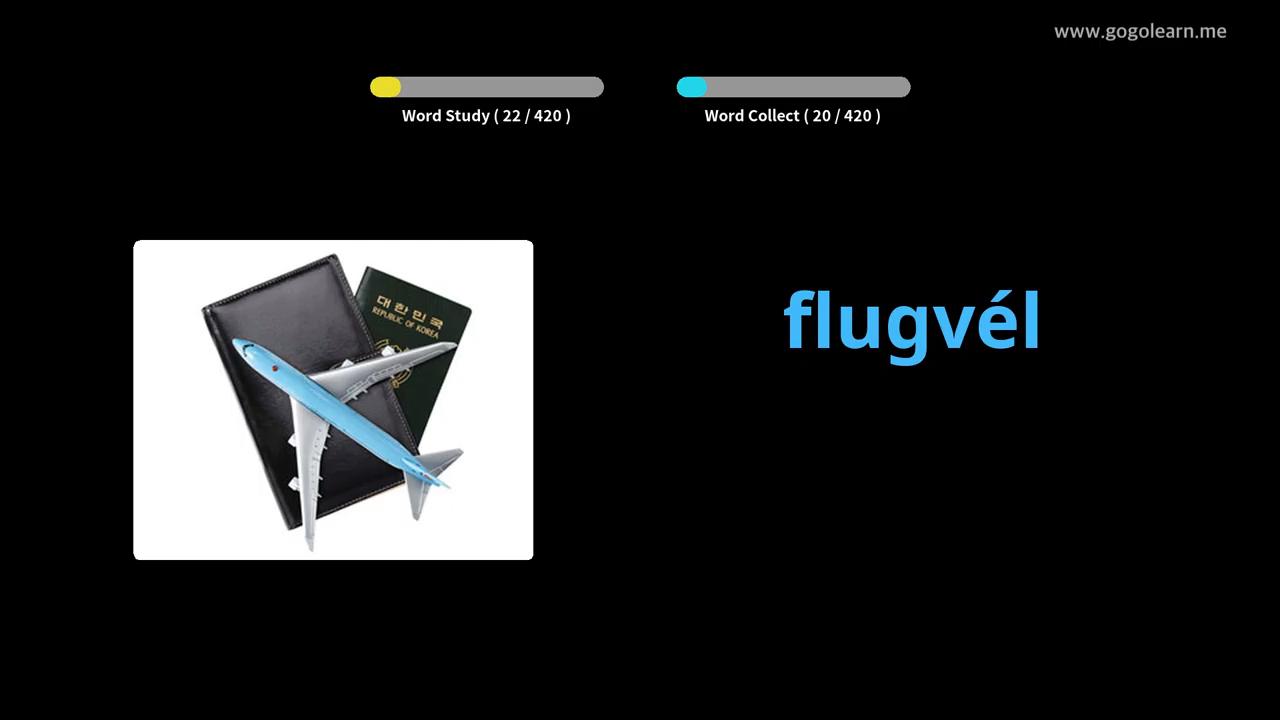 www.gogolearn.me
Word Study ( 22 / 420 )
Word Collect ( 20 / 420 )
대한민국
REPUBLIC OF KOREA
flugvél